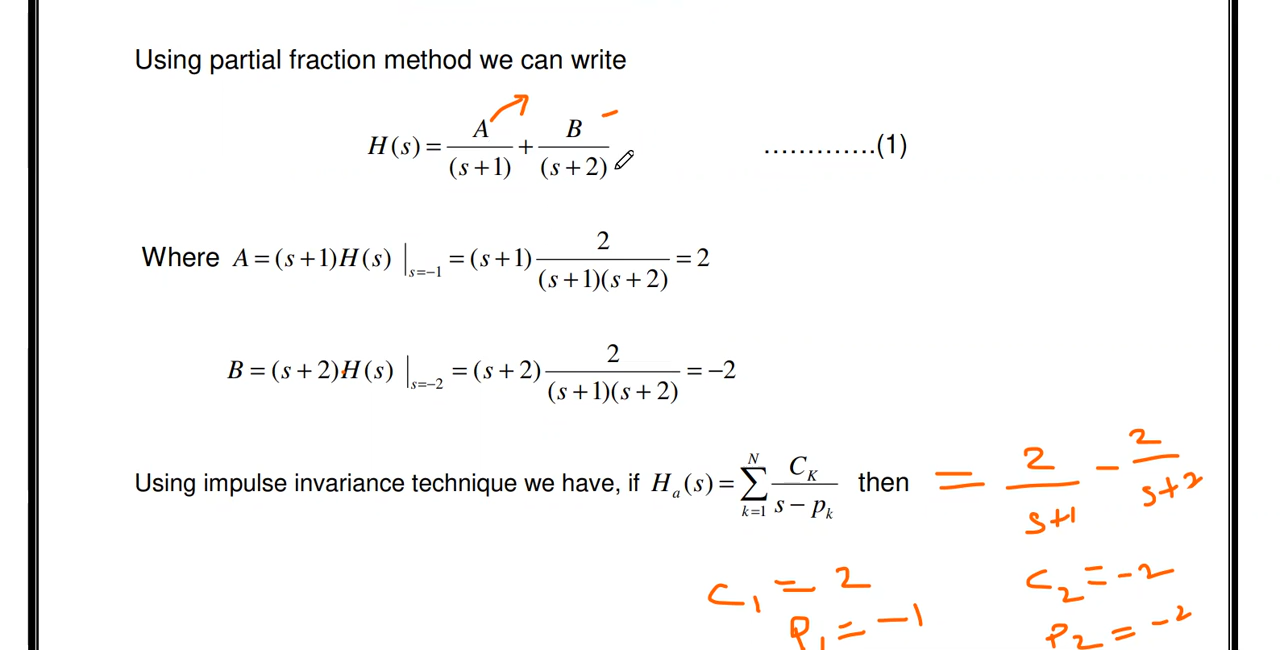 Using partial fraction method we can write
H(s) = A/(s+1) + B/(s+2) .............(1)
Where A = (s+1)H(s) |s=−1 = (s+1) 2/((s+1)(s+2)) = 2
B = (s+2)H(s) |s=−2 = (s+2) 2/((s+1)(s+2)) = −2
Using impulse invariance technique we have, if Ha(s) = ∑_{k=1}^{N} C_K/(s − p_k) then = 2/(s+1) − 2/(s+2)
C1 = 2 C2 = −2
P1 = −1 P2 = −2